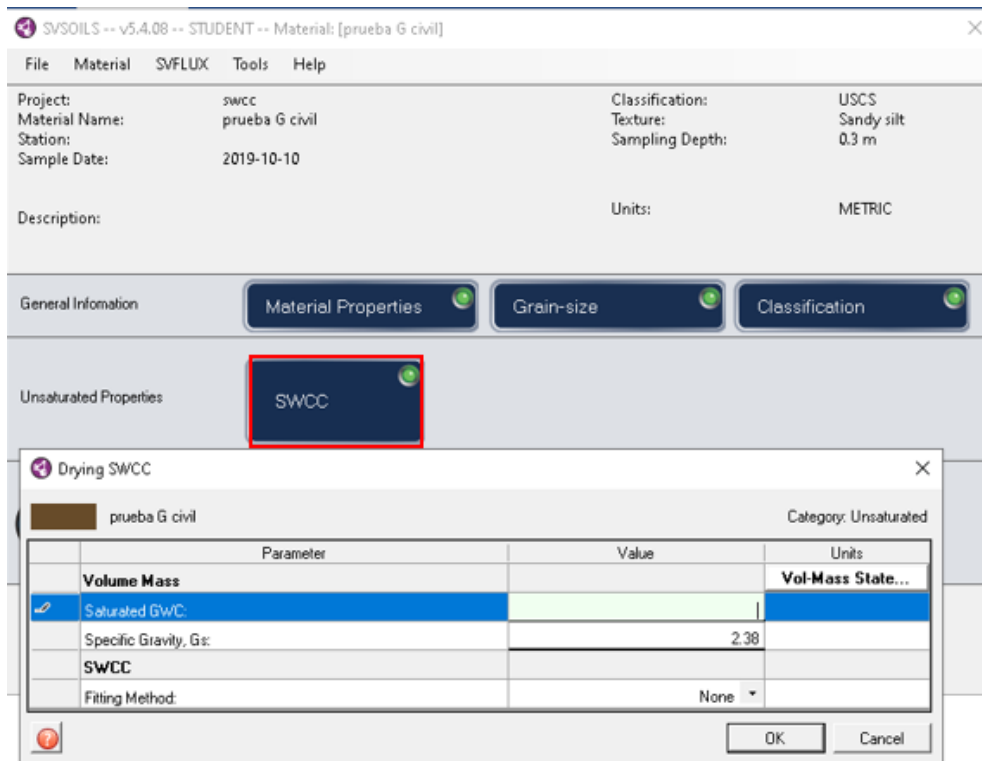 SVSOILS -- v5.4.08 -- STUDENT -- Material: [prueba G civil]
File Material SVFLUX Tools Help
Project: swcc Classification: USCS
Material Name: prueba G civil Texture: Sandy silt
Station: Sampling Depth: 0.3 m
Sample Date: 2019-10-10
Description: Units: METRIC
General Infomation Material Properties Grain-size Classification
Unsaturated Properties SWCC
Drying SWCC
prueba G civil Category: Unsaturated
Parameter Value Units
Volume Mass Vol-Mass State...
Saturated GWC:
Specific Gravity, Gs: 2.38
SWCC
Fitting Method: None
? OK Cancel